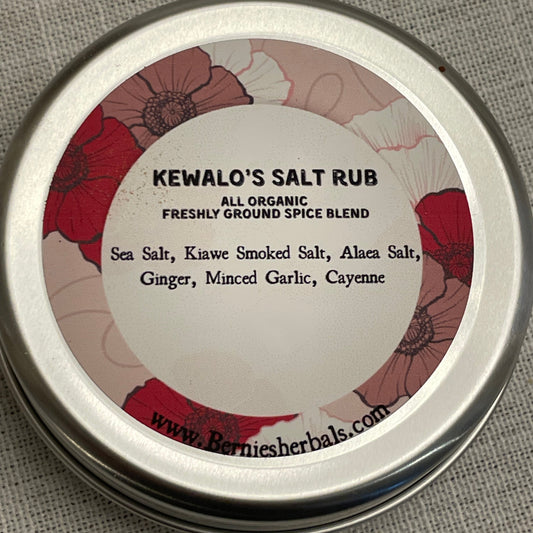 KEWALO'S SALT RUB
ALL ORGANIC
FRESHLY GROUND SPICE BLEND
Sea Salt, Kiawe Smoked Salt, Alaea Salt,
Ginger, Minced Garlic, Cayenne
www.Berniesherbals.com